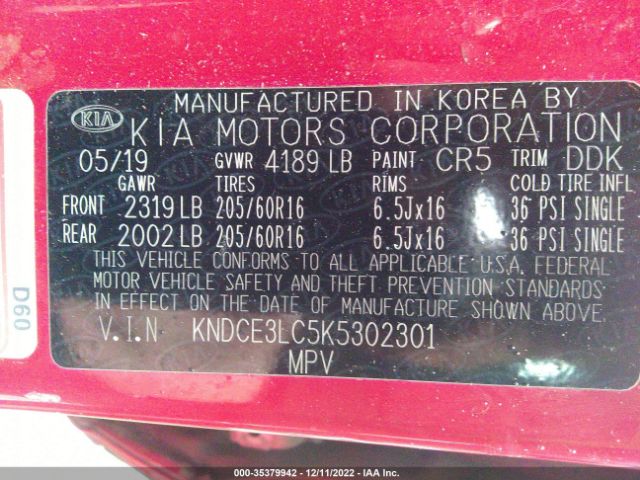 MANUFACTURED IN KOREA BY
KIA KIA MOTORS CORPORATION
05/19 GVWR 4189 LB PAINT CR5 TRIM DDK
GAWR TIRES RIMS COLD TIRE INFL
FRONT 2319 LB 205/60R16 6.5Jx16 36 PSI SINGLE
REAR 2002 LB 205/60R16 6.5Jx16 36 PSI SINGLE
THIS VEHICLE CONFORMS TO ALL APPLICABLE U.S.A. FEDERAL
MOTOR VEHICLE SAFETY AND THEFT PREVENTION STANDARDS
IN EFFECT ON THE DATE OF MANUFACTURE SHOWN ABOVE.
V.I.N KNDCE3LC5K5302301
MPV
D60
000-35379942 - 12/11/2022 - IAA Inc.